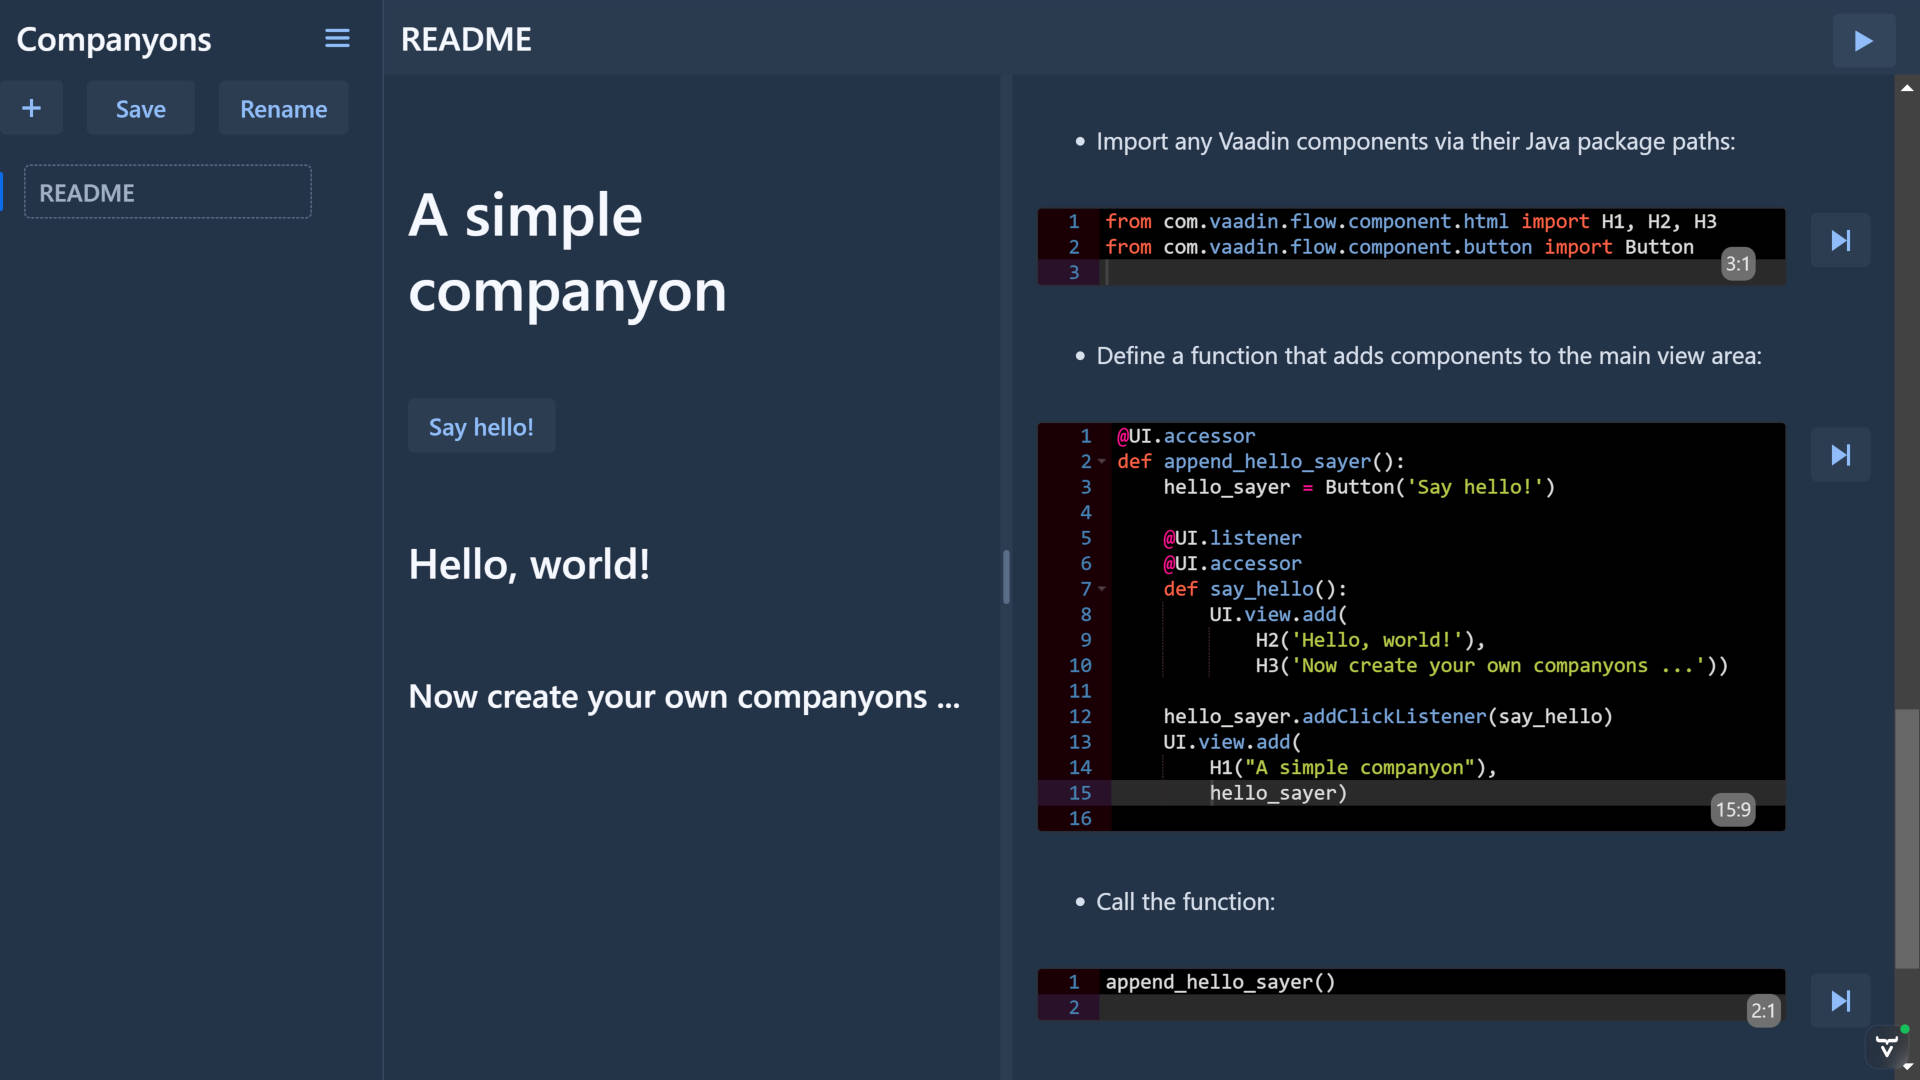 Companyons
+
Save
Rename
README
README
A simple
companyon
Say hello!
Hello, world!
Now create your own companyons ...
• Import any Vaadin components via their Java package paths:
1 from com.vaadin.flow.component.html import H1, H2, H3
2 from com.vaadin.flow.component.button import Button
3
3:1
• Define a function that adds components to the main view area:
1 @UI.accessor
2 def append_hello_sayer():
3 hello_sayer = Button('Say hello!')
4
5 @UI.listener
6 @UI.accessor
7 def say_hello():
8 UI.view.add(
9 H2('Hello, world!'),
10 H3('Now create your own companyons ...'))
11
12 hello_sayer.addClickListener(say_hello)
13 UI.view.add(
14 H1("A simple companyon"),
15 hello_sayer)
16
15:9
• Call the function:
1 append_hello_sayer()
2
2:1